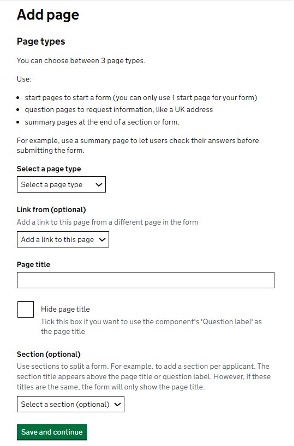 Add page
Page types
You can choose between 3 page types.
Use:
• start pages to start a form (you can only use 1 start page for your form)
• question pages to request information, like a UK address
• summary pages at the end of a section or form.
For example, use a summary page to let users check their answers before
submitting the form.
Select a page type
Select a page type
Link from (optional)
Add a link to this page from a different page in the form
Add a link to this page
Page title
Hide page title
Tick this box if you want to use the component's 'Question label' as
the page title
Section (optional)
Use sections to split a form. For example, to add a section per applicant. The
section title appears above the page title or question label. However, if these
titles are the same, the form will only show the page title.
Select a section (optional)
Save and continue